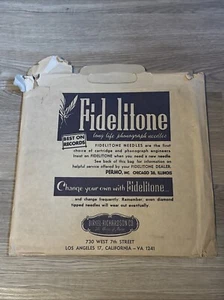 Fidelitone
long life phonograph needles
BEST ON
RECORDS
FIDELITONE NEEDLES are the first
choice of cartridge and phonograph engineers
Insist on FIDELITONE when you need a new needle
See back of this bag for information on
helpful service offered by your FIDELITONE DEALER.
PERMO, INC. CHICAGO 26, ILLINOIS
Change your own with Fidelitone...
and change frequently. Remember, even diamond
tipped needles will wear out eventually
730 WEST 7th STREET
LOS ANGELES 17, CALIFORNIA - VA 1241